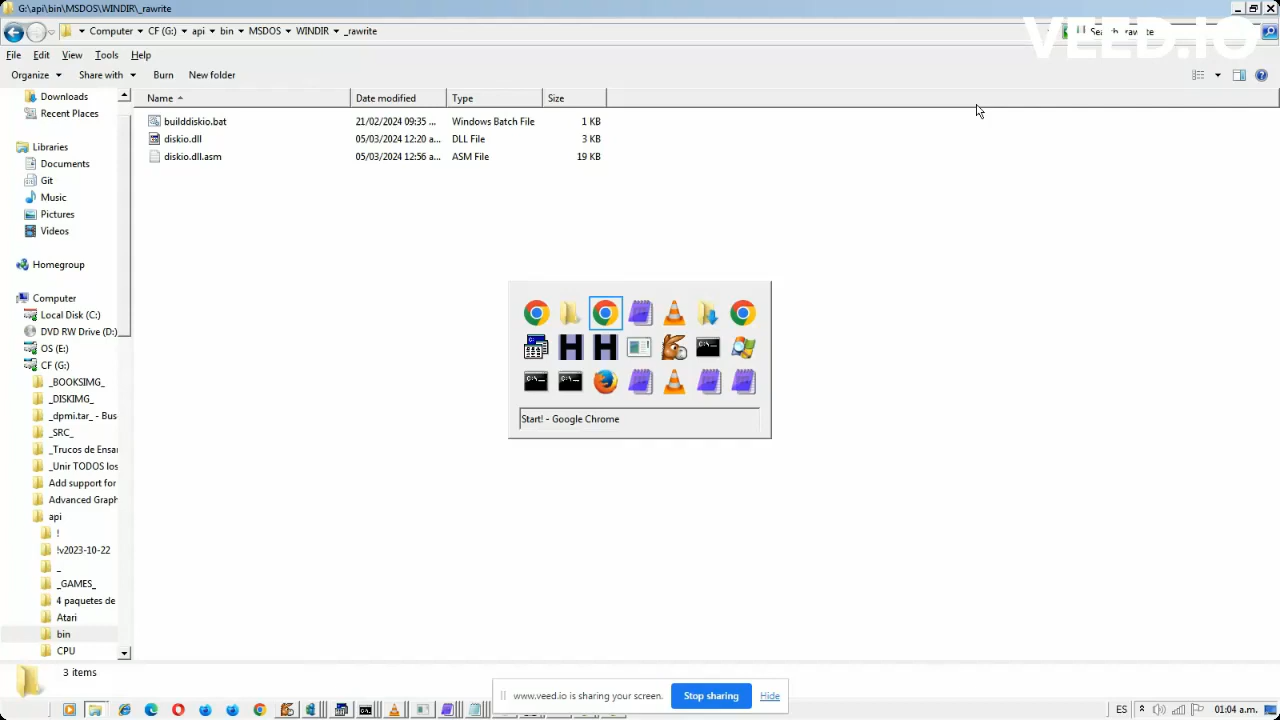 G:\api\bin\MSDOS\WINDIR\_rawrite
Computer CF (G:) api bin MSDOS WINDIR _rawrite
VEED.IO
File Edit View Tools Help
Organize Share with Burn New folder
Name Date modified Type Size
builddiskio.bat 21/02/2024 09:35 ... Windows Batch File 1 KB
diskio.dll 05/03/2024 12:20 a... DLL File 3 KB
diskio.dll.asm 05/03/2024 12:56 a... ASM File 19 KB
Downloads
Recent Places
Libraries
Documents
Git
Music
Pictures
Videos
Homegroup
Computer
Local Disk (C:)
DVD RW Drive (D:)
OS (E:)
CF (G:)
_BOOKSIMG_
_DISKIMG_
_dpmi.tar_ - Bus
_SRC_
_Trucos de Ensar
_Unir TODOS los
Add support for
Advanced Graph
api
!
!v2023-10-22
_
_GAMES_
4 paquetes de
Atari
bin
CPU
Start! - Google Chrome
3 items
www.veed.io is sharing your screen. Stop sharing Hide
ES 01:04 a.m.